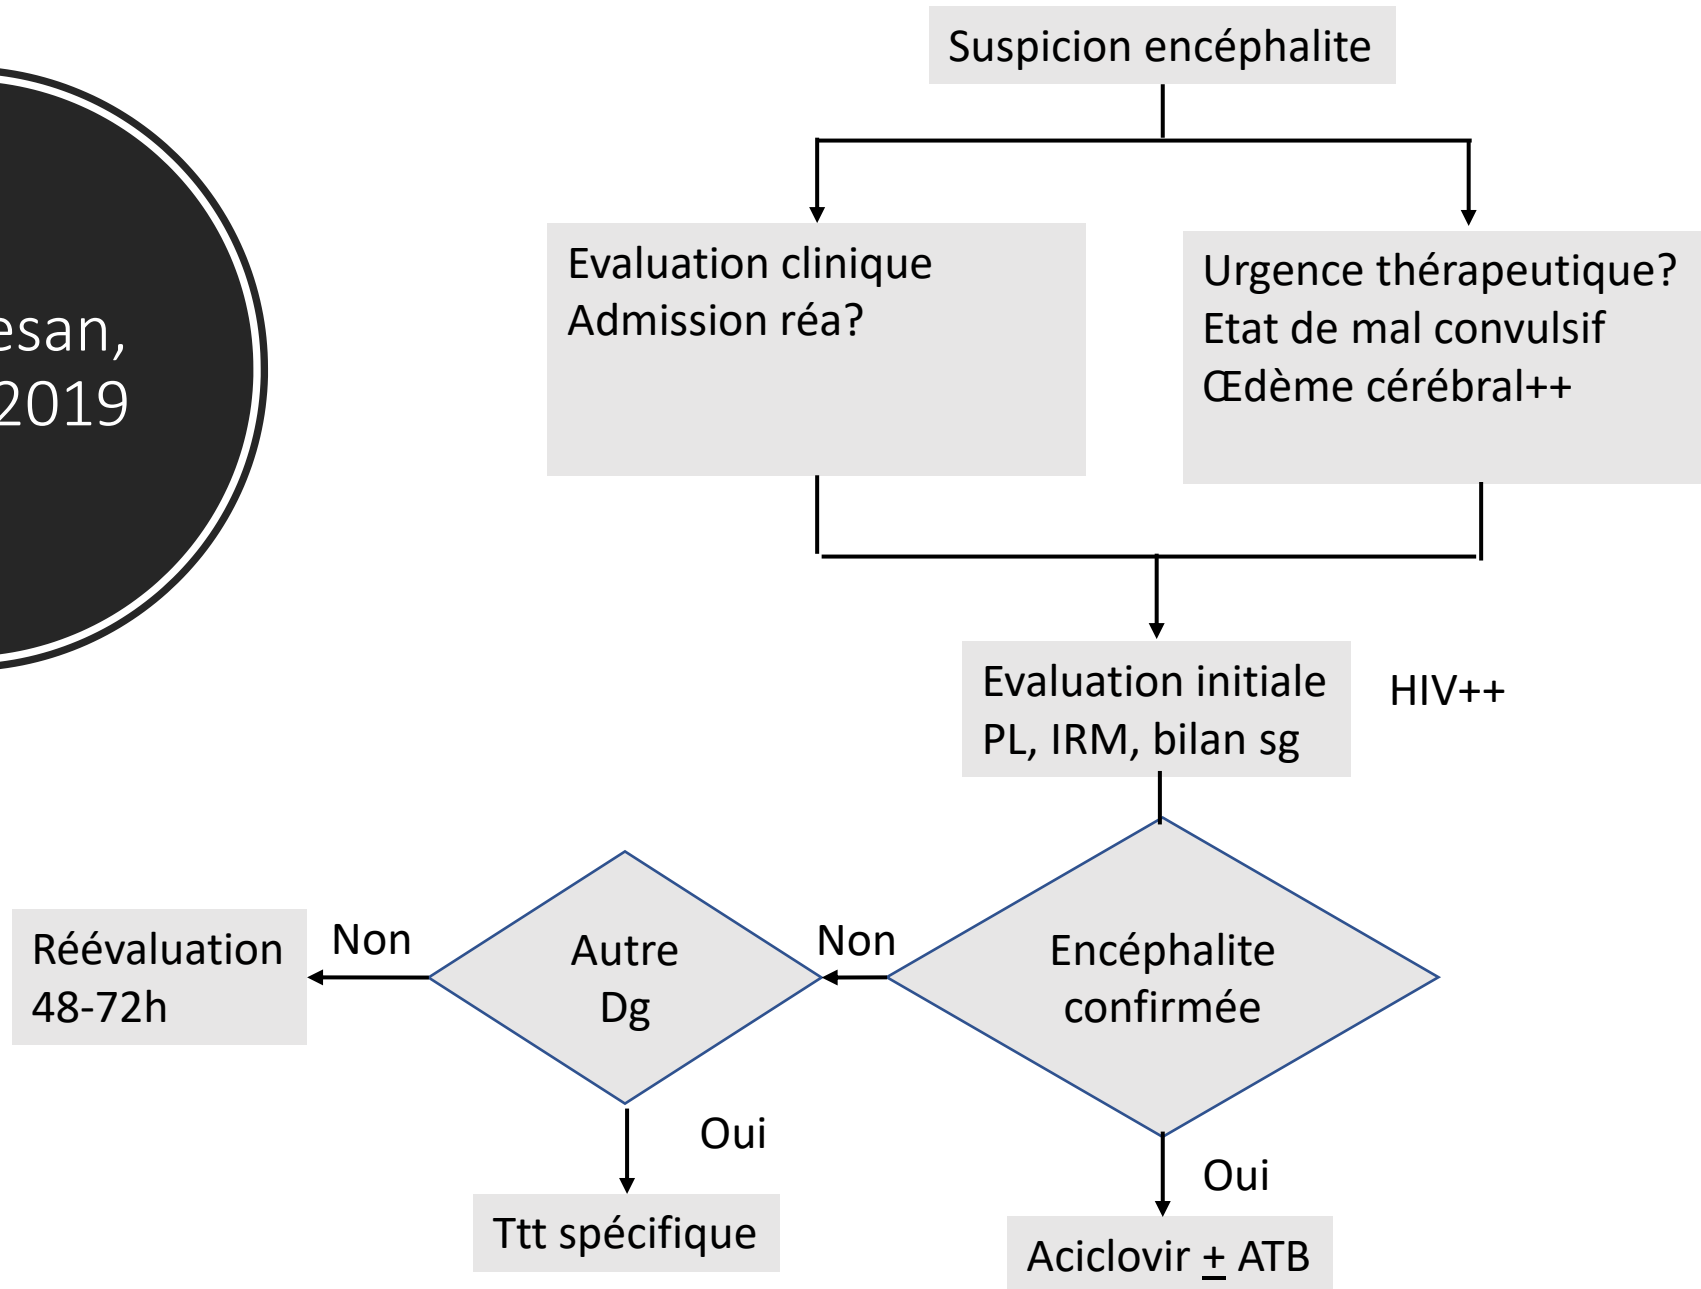 Suspicion encéphalite
Evaluation clinique
Admission réa?
Urgence thérapeutique?
Etat de mal convulsif
Œdème cérébral++
2019
Evaluation initiale
PL, IRM, bilan sg
HIV++
Réévaluation
48-72h
Non
Autre
Dg
Non
Encéphalite
confirmée
Oui
Ttt spécifique
Oui
Aciclovir ± ATB